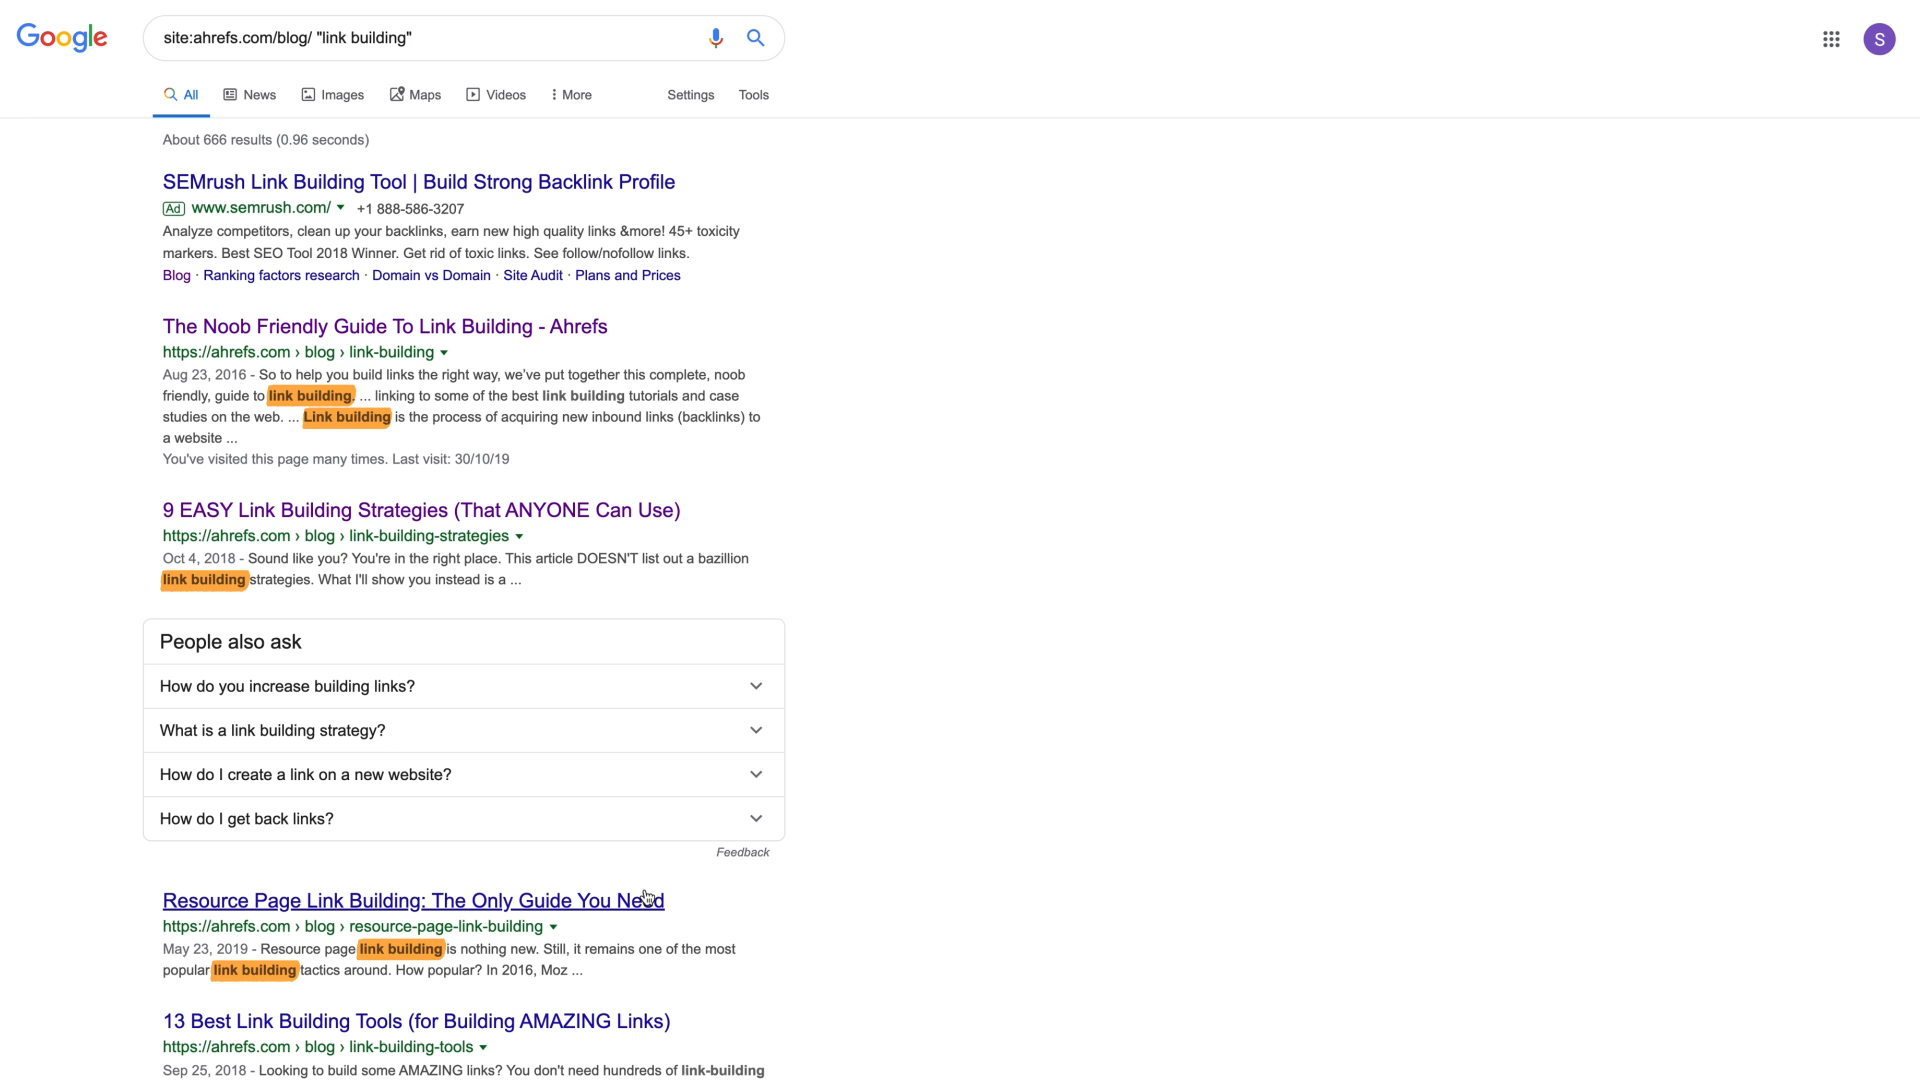 Google
site:ahrefs.com/blog/ "link building"
S
All News Images Maps Videos More Settings Tools
About 666 results (0.96 seconds)
SEMrush Link Building Tool | Build Strong Backlink Profile
Ad www.semrush.com/ +1 888-586-3207
Analyze competitors, clean up your backlinks, earn new high quality links &more! 45+ toxicity
markers. Best SEO Tool 2018 Winner. Get rid of toxic links. See follow/nofollow links.
Blog · Ranking factors research · Domain vs Domain · Site Audit · Plans and Prices
The Noob Friendly Guide To Link Building - Ahrefs
https://ahrefs.com › blog › link-building
Aug 23, 2016 - So to help you build links the right way, we've put together this complete, noob
friendly, guide to link building. ... linking to some of the best link building tutorials and case
studies on the web. ... Link building is the process of acquiring new inbound links (backlinks) to
a website ...
You've visited this page many times. Last visit: 30/10/19
9 EASY Link Building Strategies (That ANYONE Can Use)
https://ahrefs.com › blog › link-building-strategies
Oct 4, 2018 - Sound like you? You're in the right place. This article DOESN'T list out a bazillion
link building strategies. What I'll show you instead is a ...
People also ask
How do you increase building links?
What is a link building strategy?
How do I create a link on a new website?
How do I get back links?
Feedback
Resource Page Link Building: The Only Guide You Need
https://ahrefs.com › blog › resource-page-link-building
May 23, 2019 - Resource page link building is nothing new. Still, it remains one of the most
popular link building tactics around. How popular? In 2016, Moz ...
13 Best Link Building Tools (for Building AMAZING Links)
https://ahrefs.com › blog › link-building-tools
Sep 25, 2018 - Looking to build some AMAZING links? You don't need hundreds of link-building